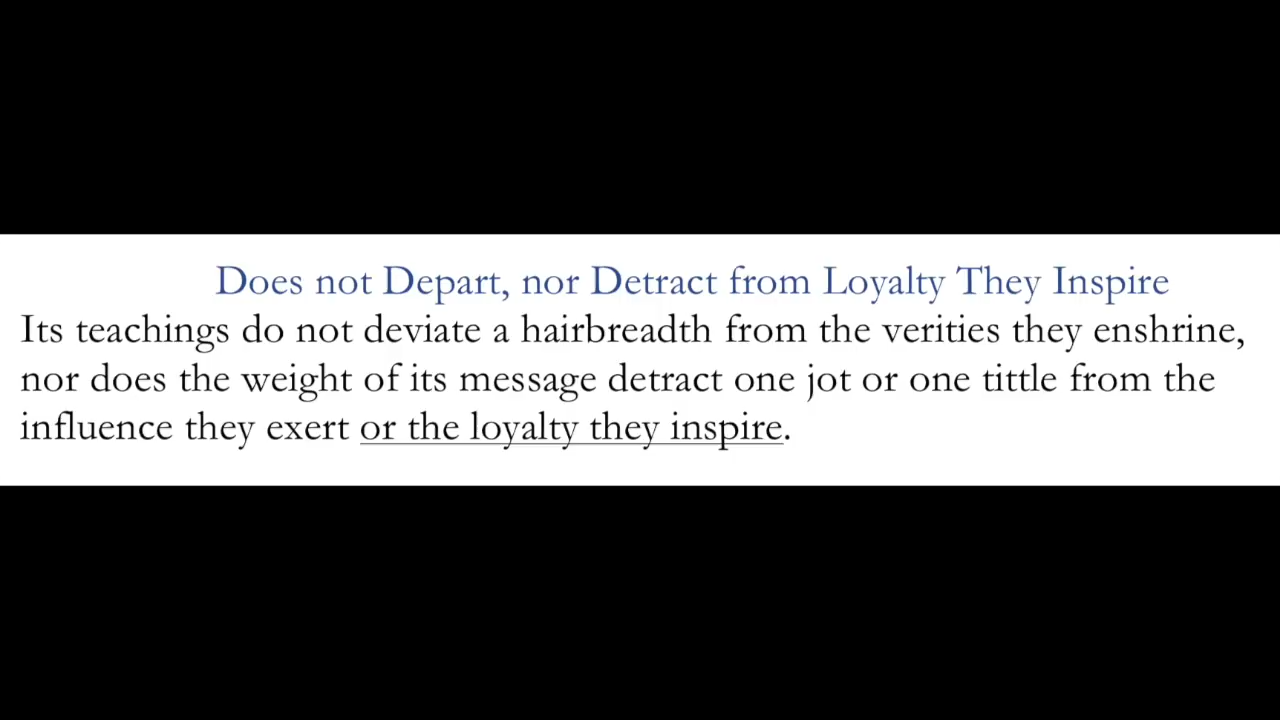 Does not Depart, nor Detract from Loyalty They Inspire
Its teachings do not deviate a hairbreadth from the verities they enshrine,
nor does the weight of its message detract one jot or one tittle from the
influence they exert or the loyalty they inspire.